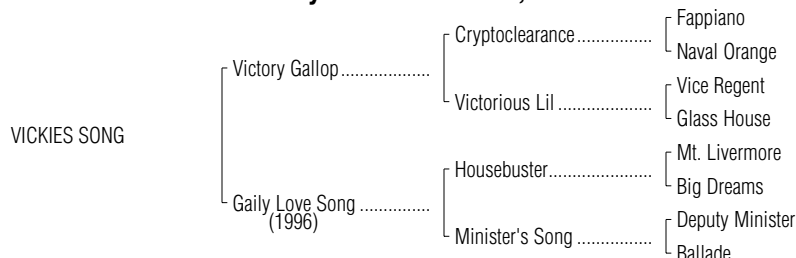 Fappiano
Cryptoclearance................
Naval Orange
Victory Gallop...................
Vice Regent
Victorious Lil .....................
Glass House
VICKIES SONG
Mt. Livermore
Housebuster......................
Big Dreams
Gaily Love Song ...............
(1996)
Deputy Minister
Minister's Song ................
Ballade